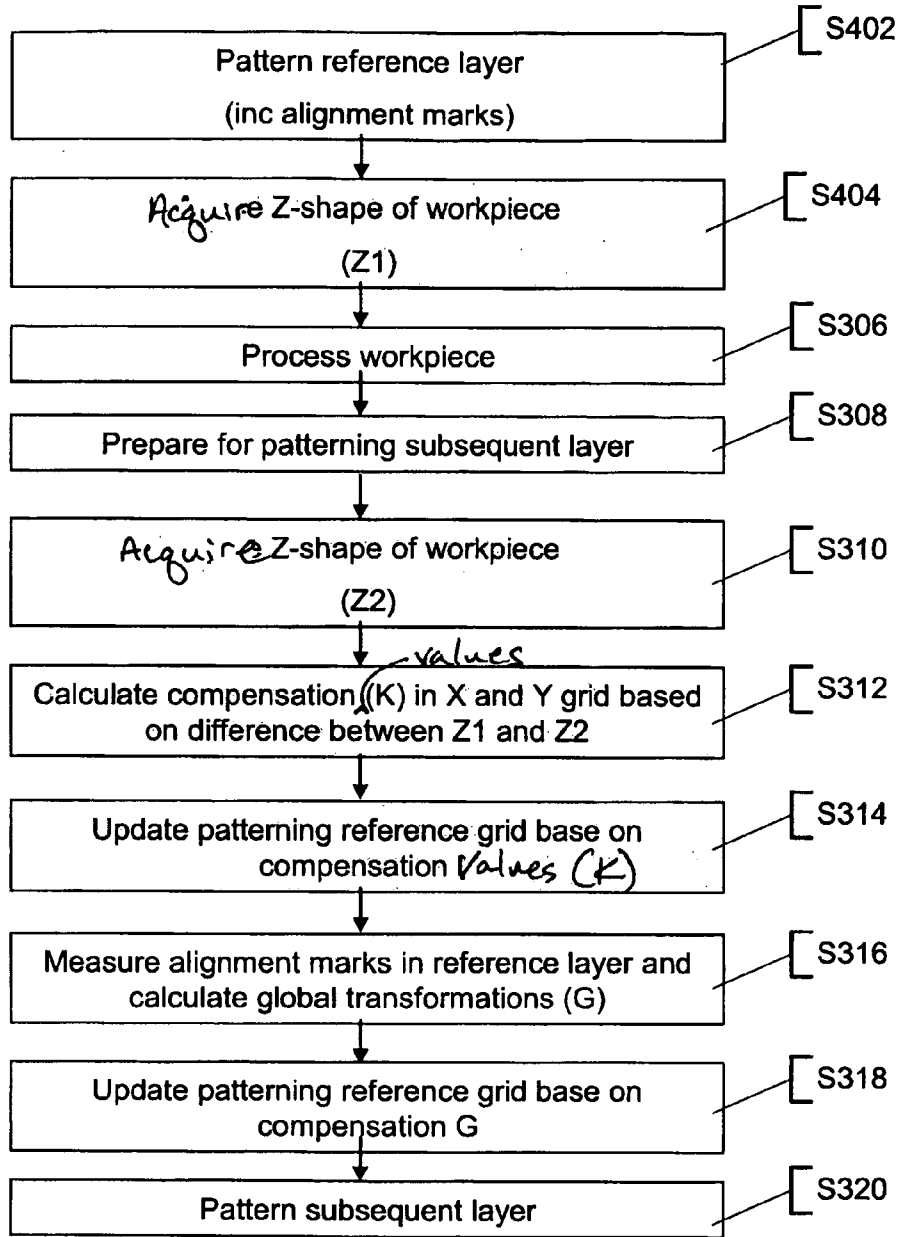 S402
Pattern reference layer
(inc alignment marks)
S404
Acquire Z-shape of workpiece
(Z1)
S306
Process workpiece
S308
Prepare for patterning subsequent layer
S310
Acquire Z-shape of workpiece
(Z2)
values
S312
Calculate compensation (K) in X and Y grid based
on difference between Z1 and Z2
S314
Update patterning reference grid base on
compensation Values (K)
S316
Measure alignment marks in reference layer and
calculate global transformations (G)
S318
Update patterning reference grid base on
compensation G
S320
Pattern subsequent layer